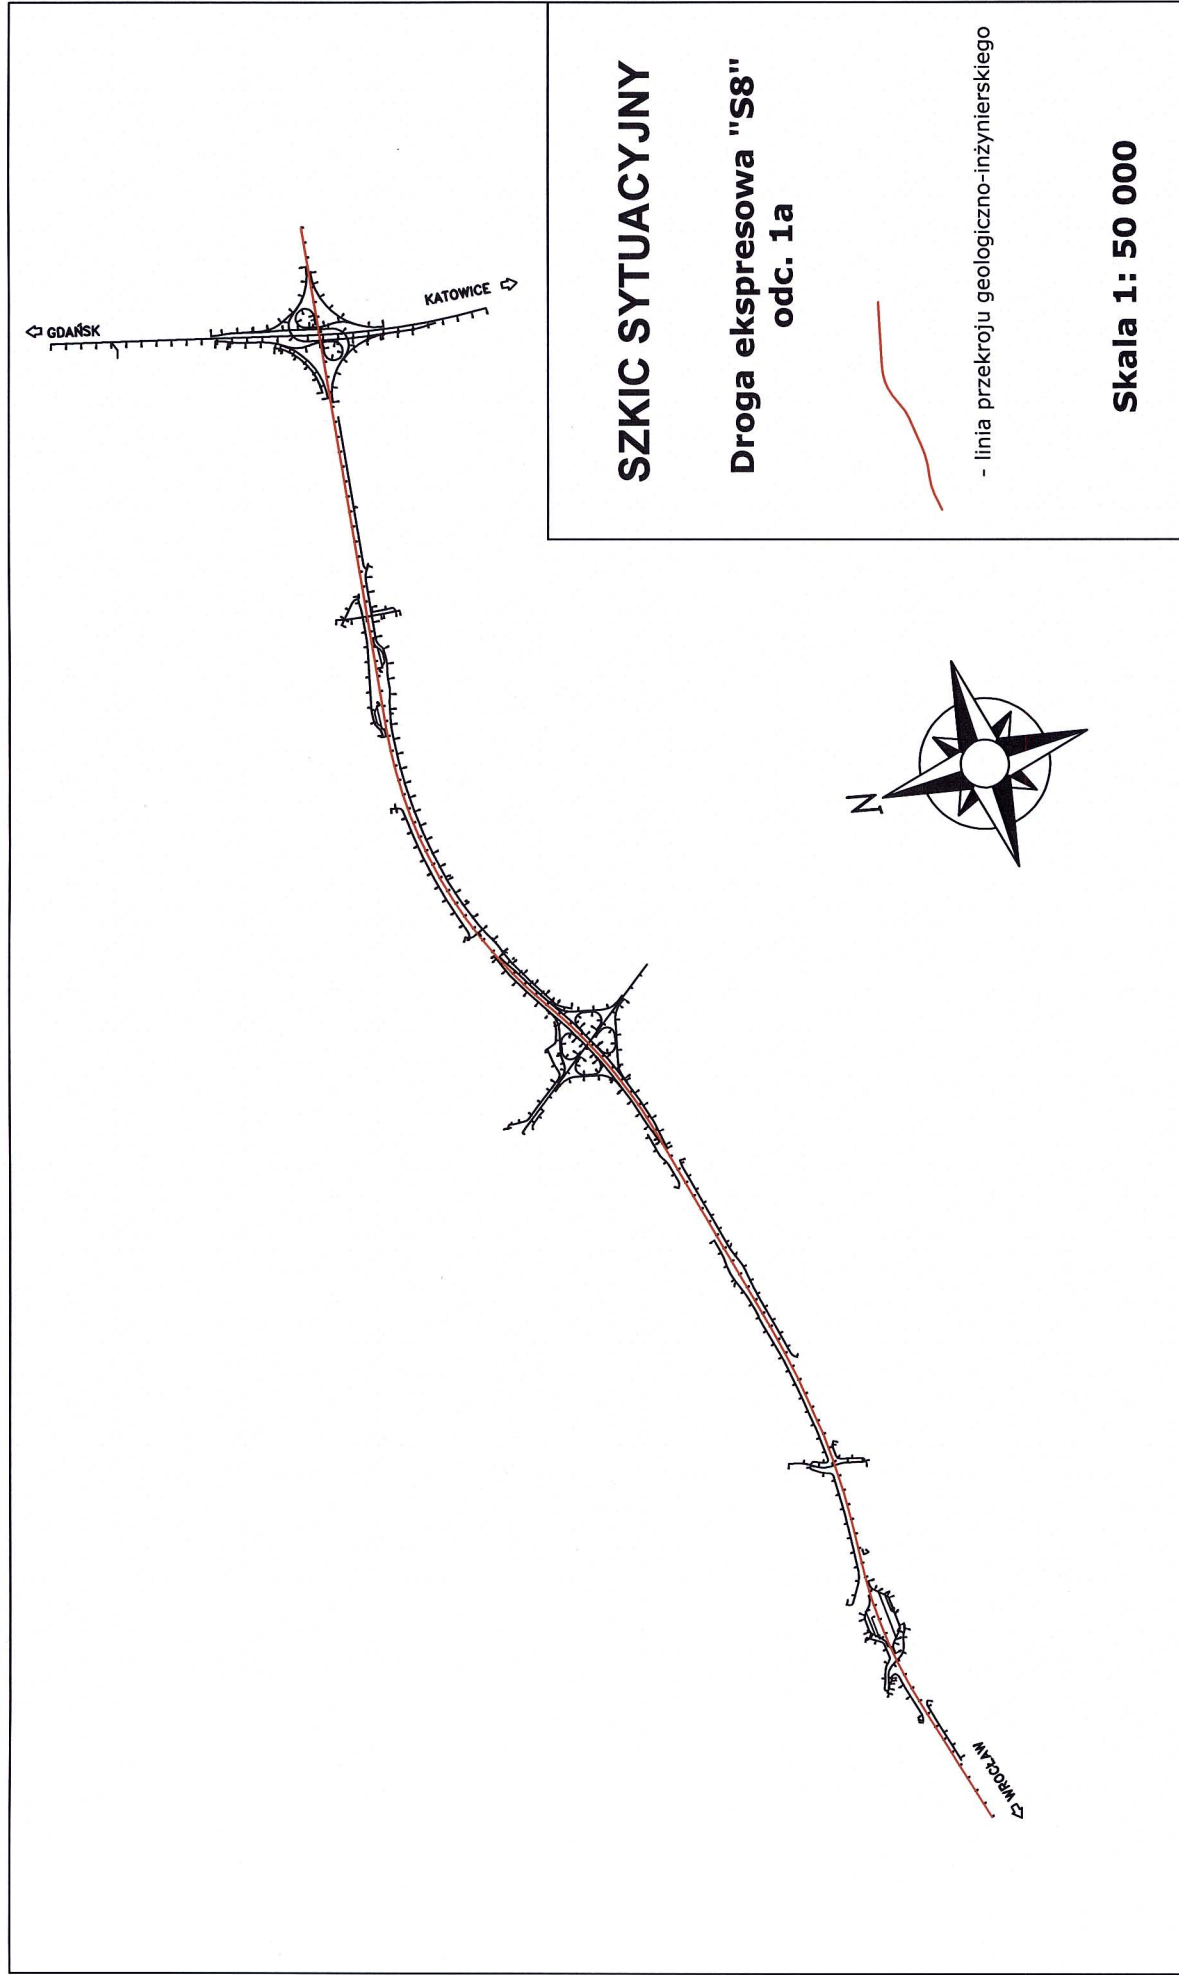 GDAŃSK
KATOWICE
SZKIC SYTUACYJNY
Droga ekspresowa "S8"
odc. 1a
- linia przekroju geologiczno-inżynierskiego
Skala 1: 50 000
N
WROCŁAW